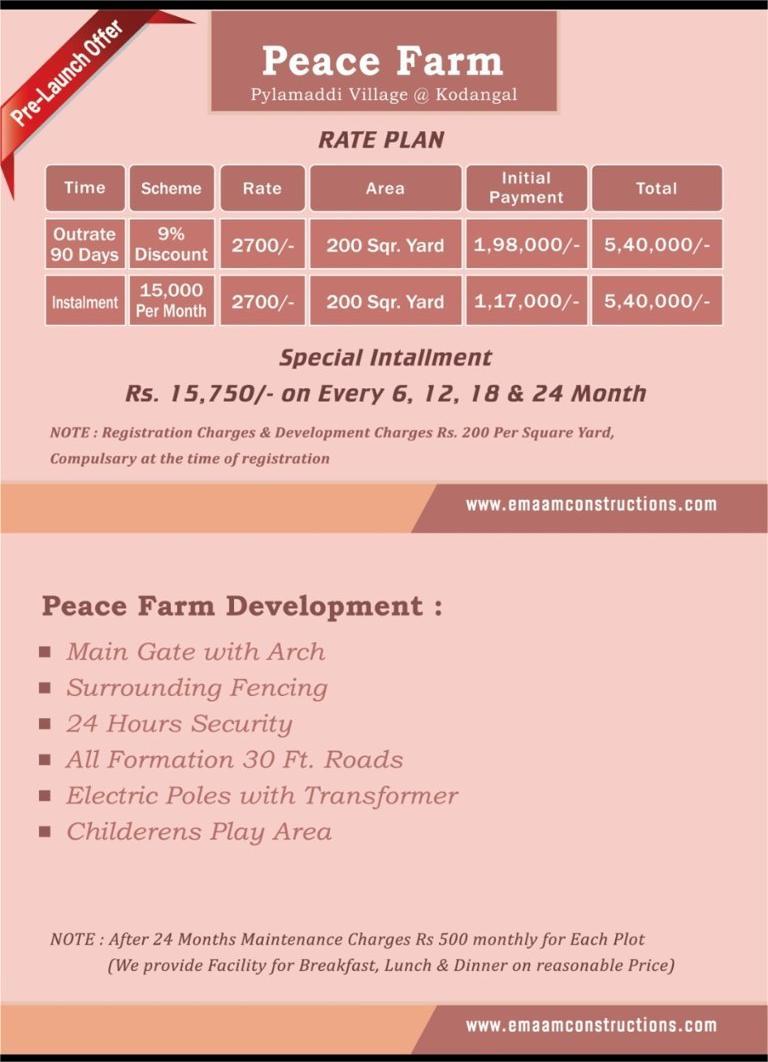 Pre-Launch Offer
Peace Farm
Pylamaddi Village @ Kodangal
RATE PLAN
Time Scheme Rate Area Initial Payment Total
Outrate 90 Days 9% Discount 2700/- 200 Sqr. Yard 1,98,000/- 5,40,000/-
Instalment 15,000 Per Month 2700/- 200 Sqr. Yard 1,17,000/- 5,40,000/-
Special Intallment
Rs. 15,750/- on Every 6, 12, 18 & 24 Month
NOTE : Registration Charges & Development Charges Rs. 200 Per Square Yard,
Compulsary at the time of registration
www.emaamconstructions.com
Peace Farm Development :
■ Main Gate with Arch
■ Surrounding Fencing
■ 24 Hours Security
■ All Formation 30 Ft. Roads
■ Electric Poles with Transformer
■ Childerens Play Area
NOTE : After 24 Months Maintenance Charges Rs 500 monthly for Each Plot
(We provide Facility for Breakfast, Lunch & Dinner on reasonable Price)
www.emaamconstructions.com